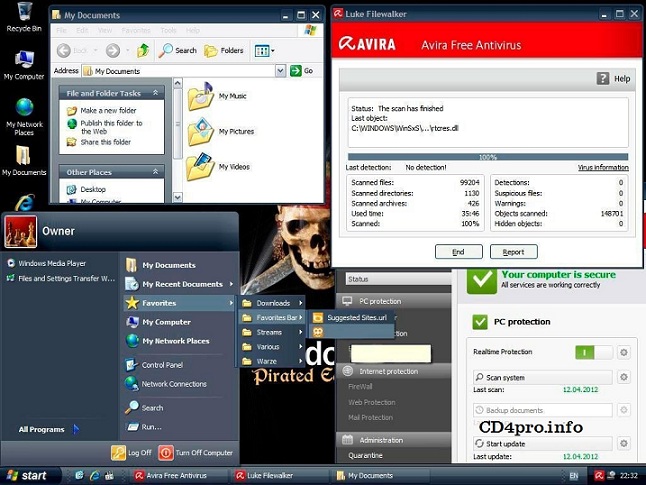 Recycle Bin
My Computer
My Network
Places
My Documents
My Documents
File Edit View Favorites Tools Help
Back
Search
Folders
Address
My Documents
Go
File and Folder Tasks
Make a new folder
Publish this folder to
the Web
Share this folder
Other Places
Desktop
My Computer
My Music
My Pictures
My Videos
Luke Filewalker
AVIRA
Avira Free Antivirus
Help
Status: The scan has finished
Last object:
C:\WINDOWS\WinSxS\...\rtcres.dll
100%
Last detection: No detection!
Virus information
Scanned files: 99204
Scanned directories: 1130
Scanned archives: 426
Used time: 35:46
Scanned: 100%
Detections: 0
Suspicious files: 0
Warnings: 0
Objects scanned: 148701
Hidden objects: 0
End
Report
Owner
Windows Media Player
Files and Settings Transfer W...
All Programs
My Documents
My Recent Documents
Favorites
My Computer
My Network Places
Control Panel
Network Connections
Search
Run...
Log Off
Turn Off Computer
Downloads
Favorites Bar
Streams
Various
Warze
Suggested Sites.url
Pirated
Status
PC protection
Internet protection
FireWall
Web Protection
Mail Protection
Administration
Quarantine
Your computer is secure
All services are working correctly
PC protection
Realtime Protection
Scan system
Last scan: 12.04.2012
Backup documents
CD4pro.info
Start update
Last update: 12.04.2012
start
Avira Free Antivirus
Luke Filewalker
My Documents
EN
22:32